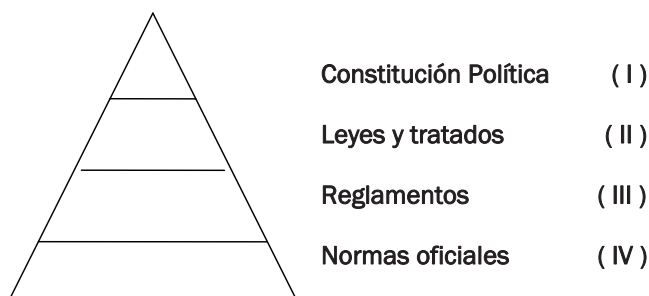 Constitución Política ( I )
Leyes y tratados ( II )
Reglamentos ( III )
Normas oficiales ( IV )